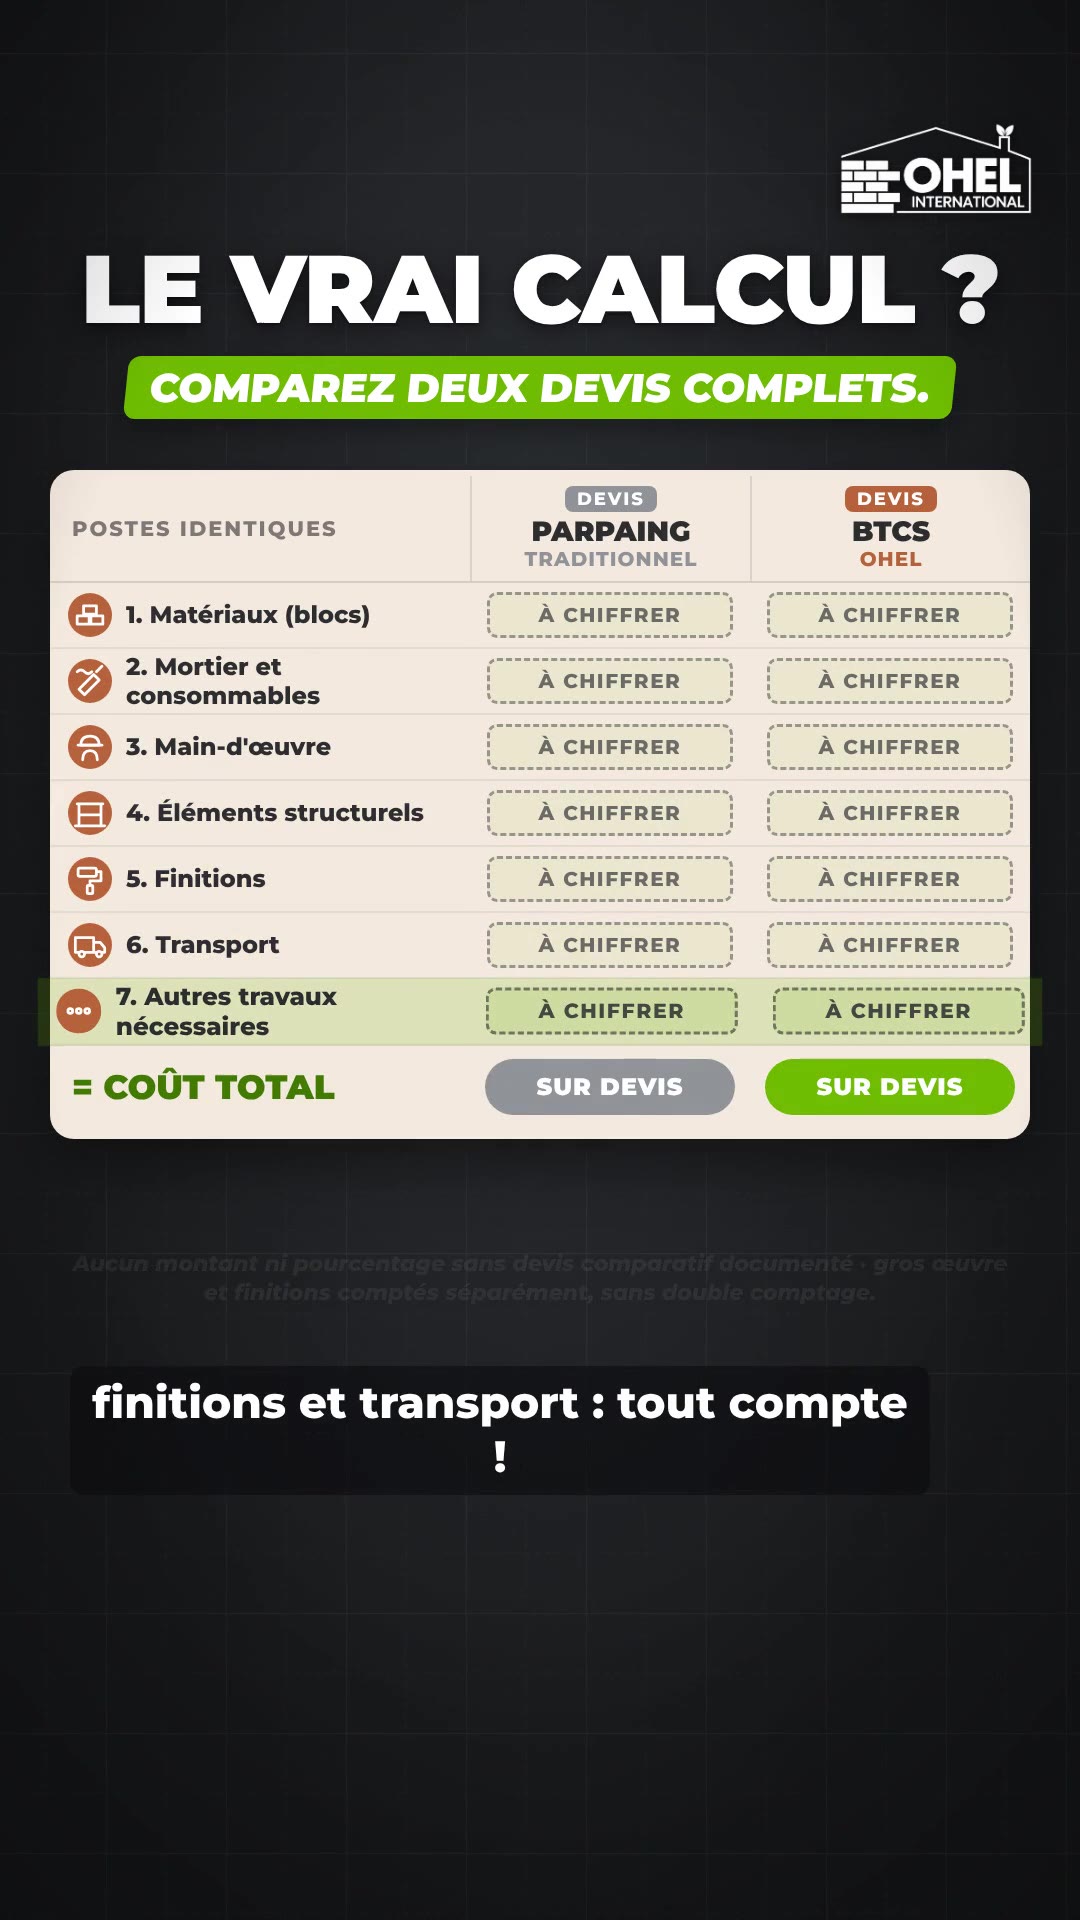 OHEL
INTERNATIONAL
LE VRAI CALCUL ?
COMPAREZ DEUX DEVIS COMPLETS.
POSTES IDENTIQUES
DEVIS
PARPAING
TRADITIONNEL
DEVIS
BTCS
OHEL
1. Matériaux (blocs)
À CHIFFRER
À CHIFFRER
2. Mortier et
consommables
À CHIFFRER
À CHIFFRER
3. Main-d'œuvre
À CHIFFRER
À CHIFFRER
4. Éléments structurels
À CHIFFRER
À CHIFFRER
5. Finitions
À CHIFFRER
À CHIFFRER
6. Transport
À CHIFFRER
À CHIFFRER
7. Autres travaux
nécessaires
À CHIFFRER
À CHIFFRER
= COÛT TOTAL
SUR DEVIS
SUR DEVIS
Aucun montant ni pourcentage sans devis comparatif documenté · gros œuvre
et finitions comptés séparément, sans double comptage.
finitions et transport : tout compte
!